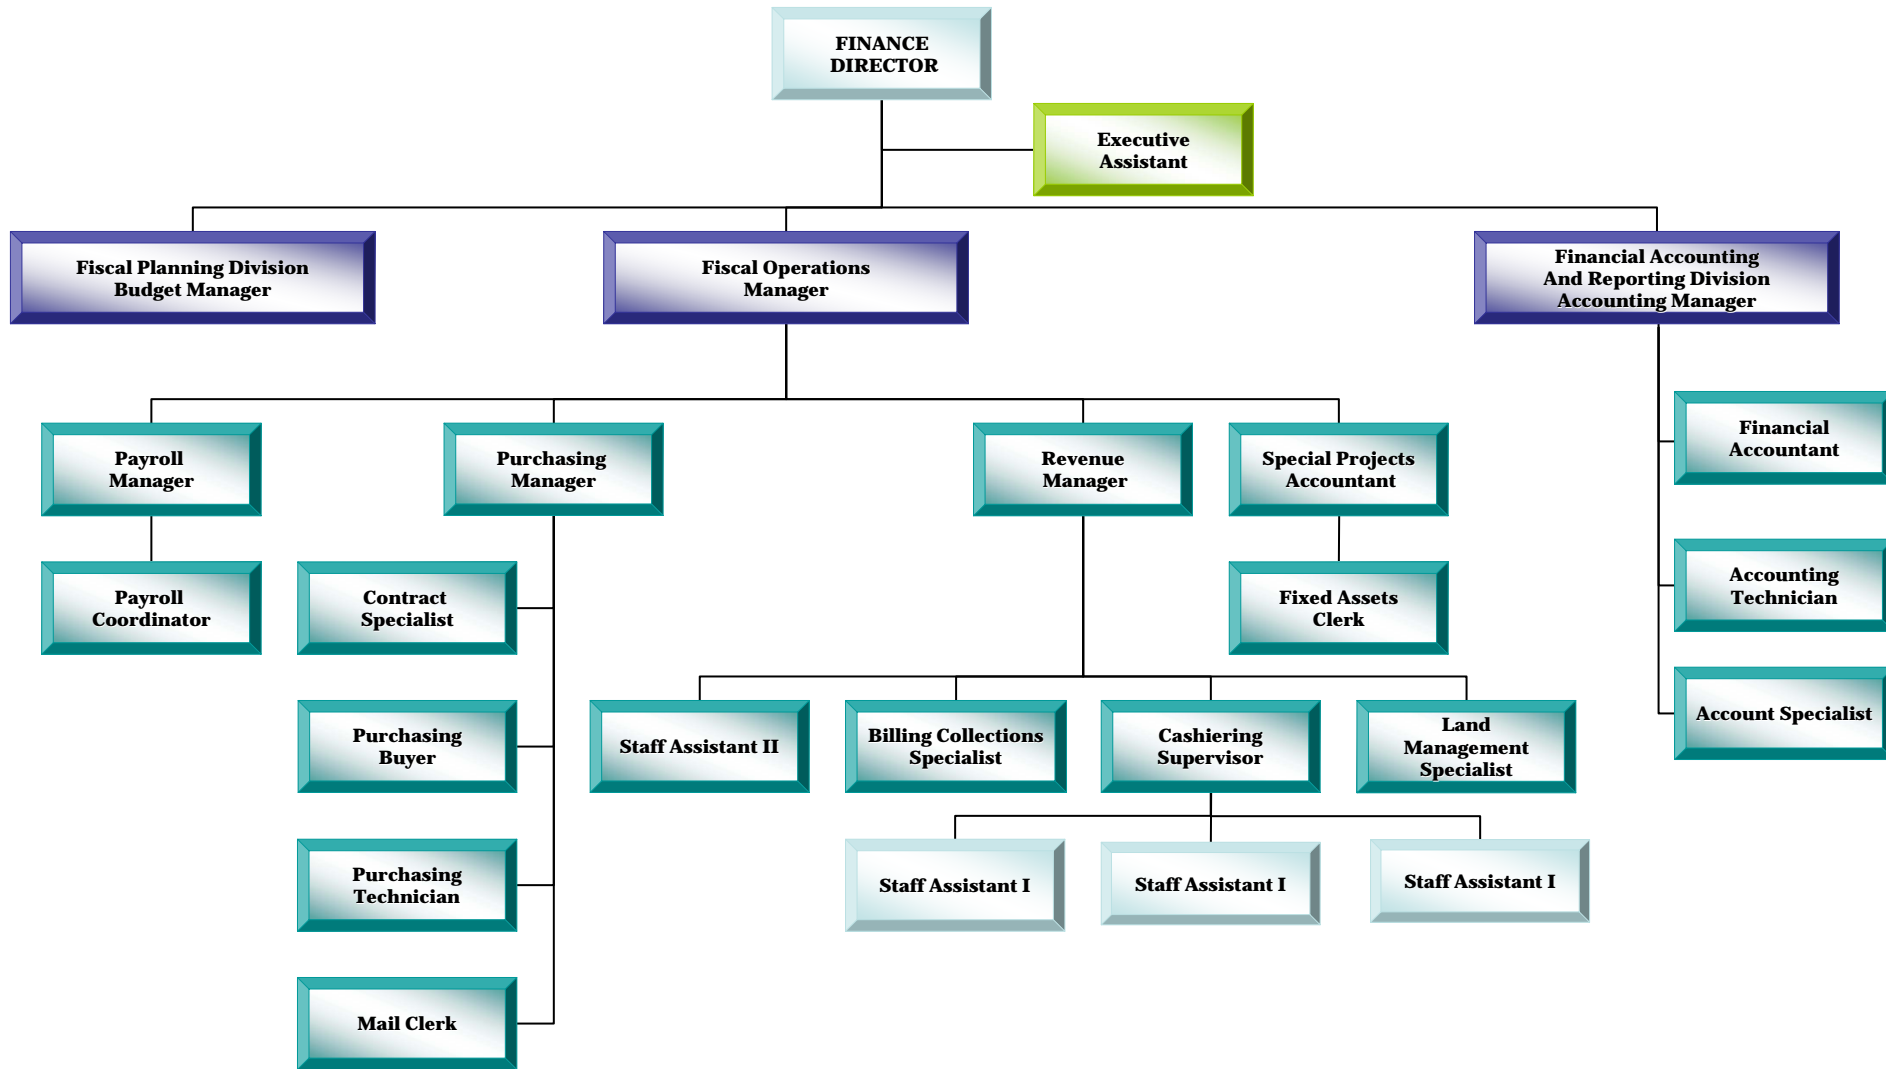 FINANCE
DIRECTOR
Executive
Assistant
Fiscal Planning Division
Budget Manager
Fiscal Operations
Manager
Financial Accounting
And Reporting Division
Accounting Manager
Payroll
Manager
Purchasing
Manager
Revenue
Manager
Special Projects
Accountant
Financial
Accountant
Payroll
Coordinator
Contract
Specialist
Fixed Assets
Clerk
Accounting
Technician
Purchasing
Buyer
Staff Assistant II
Billing Collections
Specialist
Cashiering
Supervisor
Land
Management
Specialist
Account Specialist
Purchasing
Technician
Staff Assistant I
Staff Assistant I
Staff Assistant I
Mail Clerk